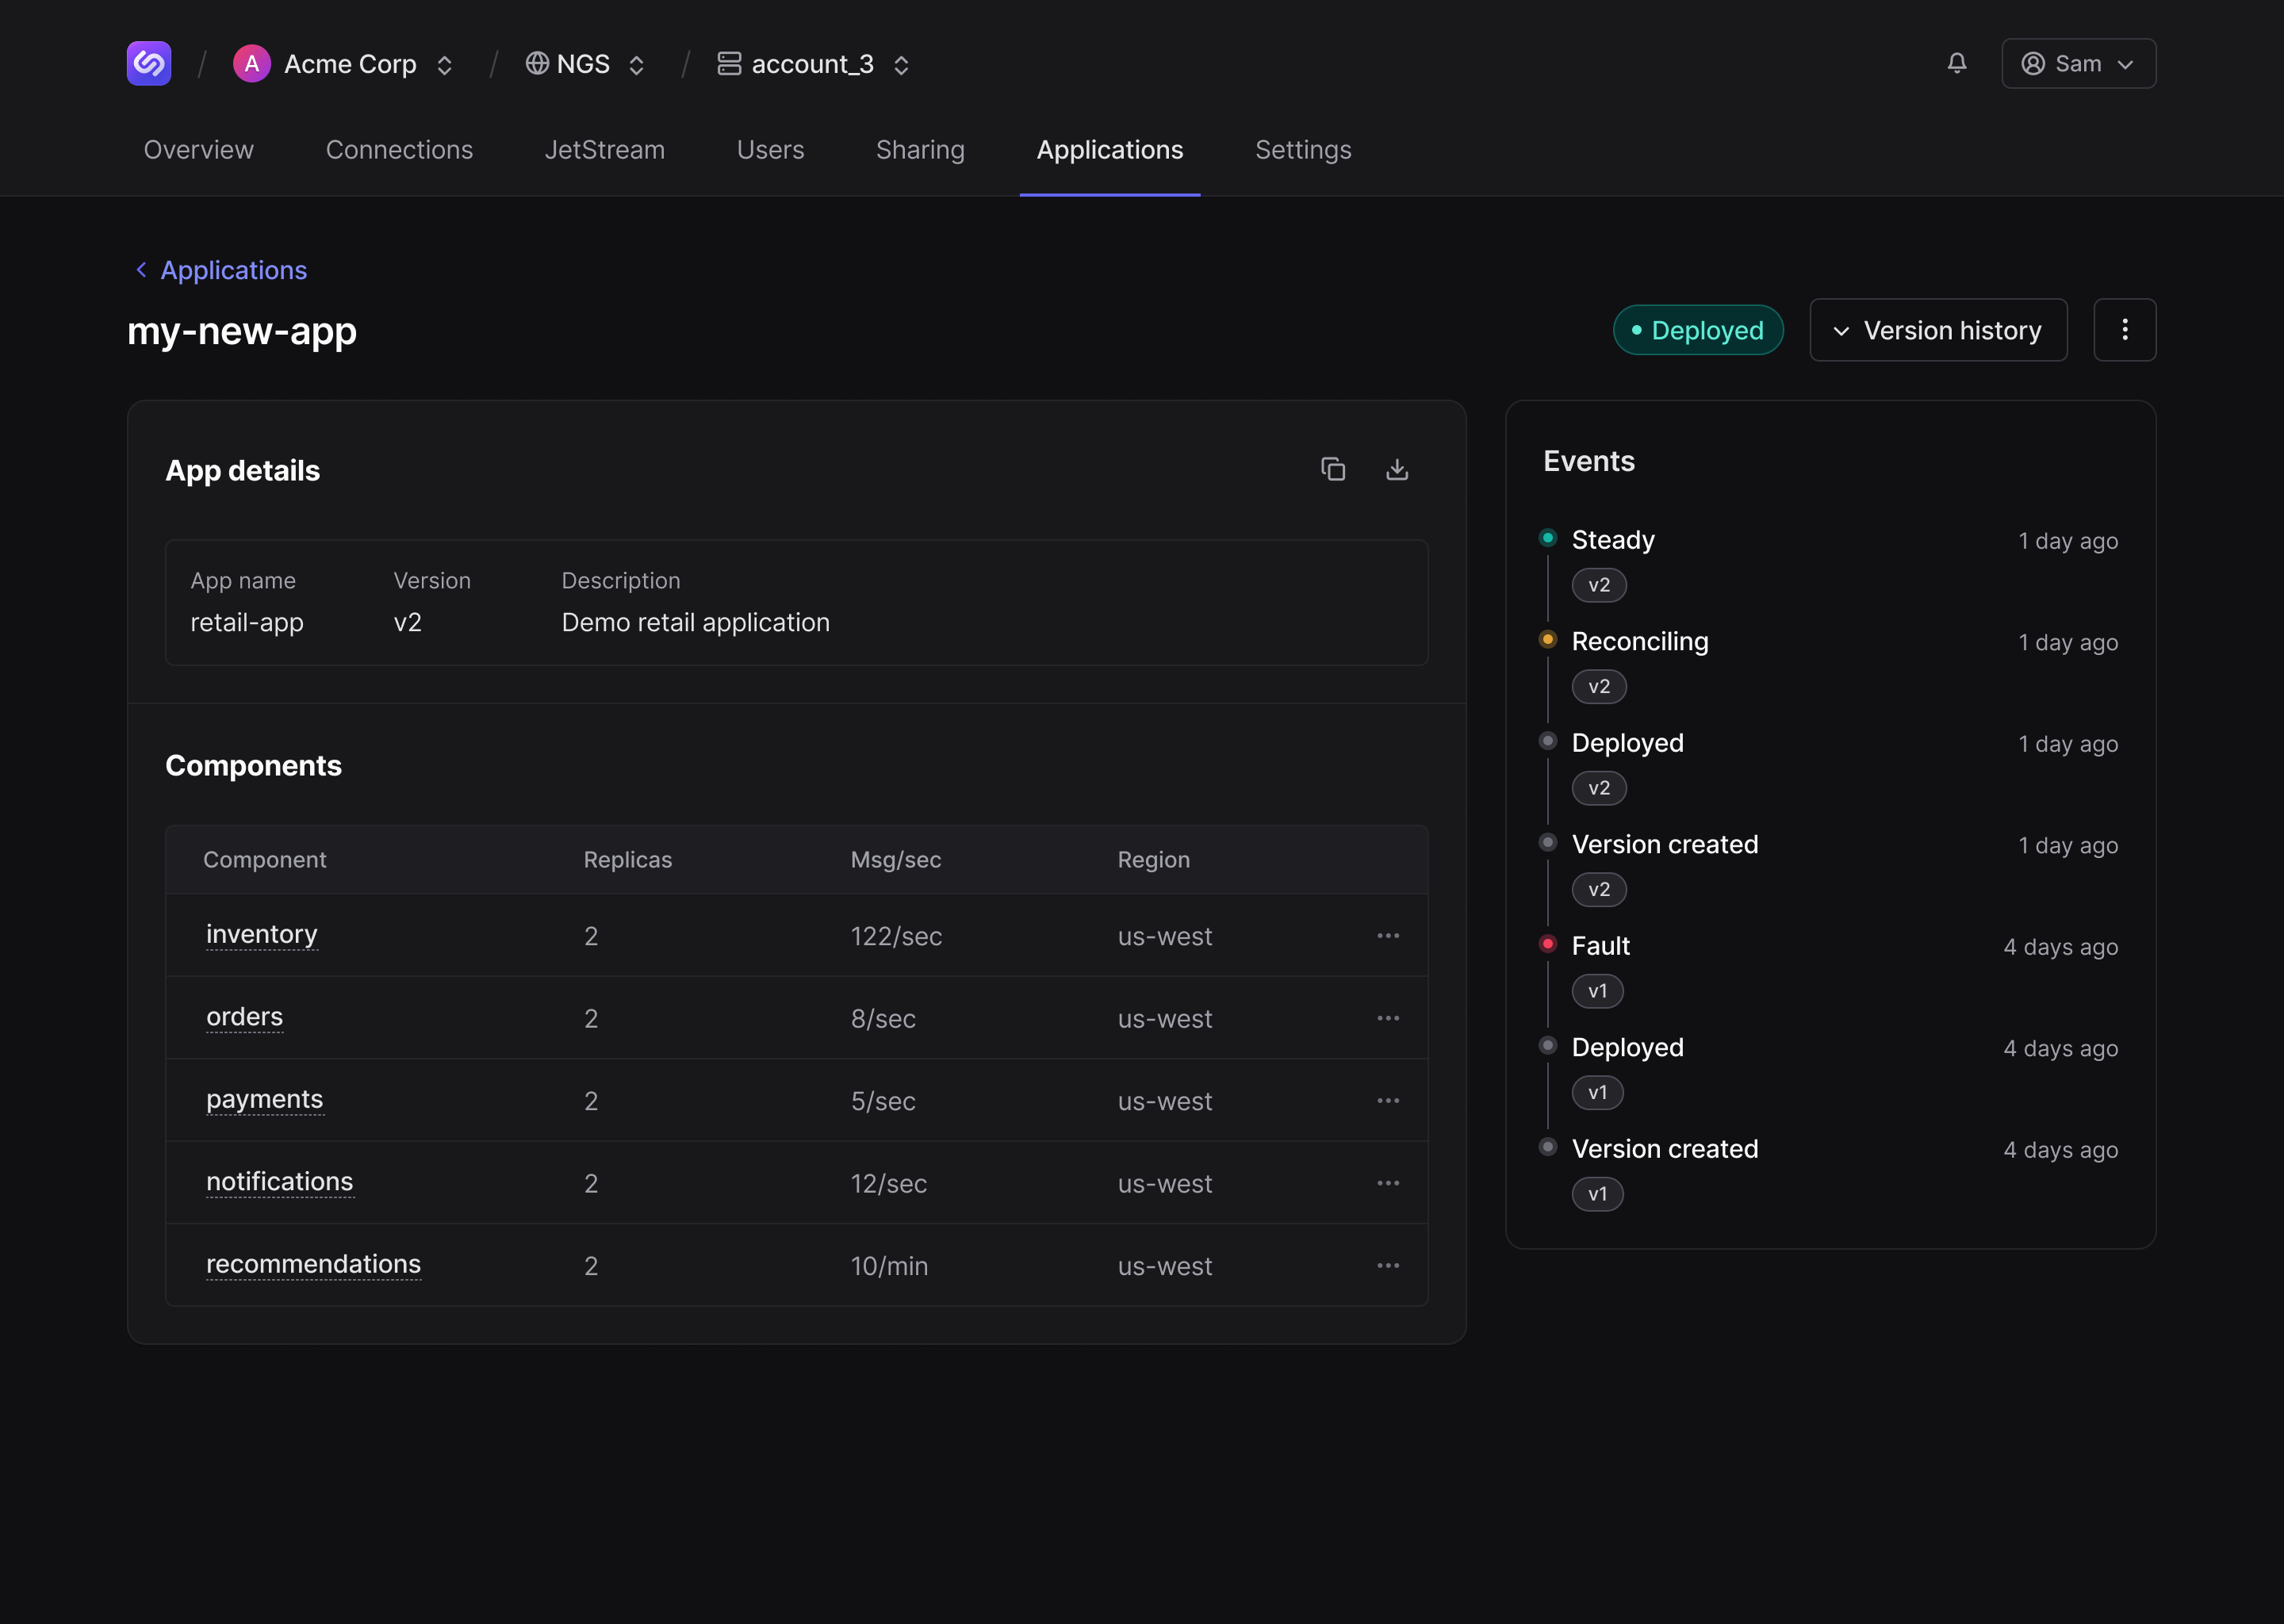 A Acme Corp / NGS / account_3 Sam
Overview Connections JetStream Users Sharing Applications Settings
Applications
my-new-app
Deployed Version history
App details
App name Version Description
retail-app v2 Demo retail application
Components
Component Replicas Msg/sec Region
inventory 2 122/sec us-west
orders 2 8/sec us-west
payments 2 5/sec us-west
notifications 2 12/sec us-west
recommendations 2 10/min us-west
Events
Steady 1 day ago
v2
Reconciling 1 day ago
v2
Deployed 1 day ago
v2
Version created 1 day ago
v2
Fault 4 days ago
v1
Deployed 4 days ago
v1
Version created 4 days ago
v1